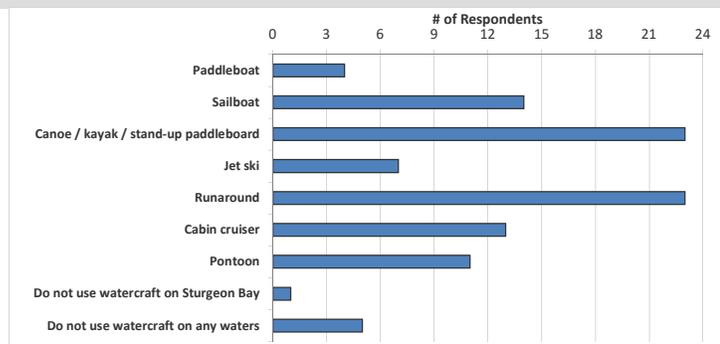 # of Respondents
0 3 6 9 12 15 18 21 24
Paddleboat
Sailboat
Canoe / kayak / stand-up paddleboard
Jet ski
Runaround
Cabin cruiser
Pontoon
Do not use watercraft on Sturgeon Bay
Do not use watercraft on any waters